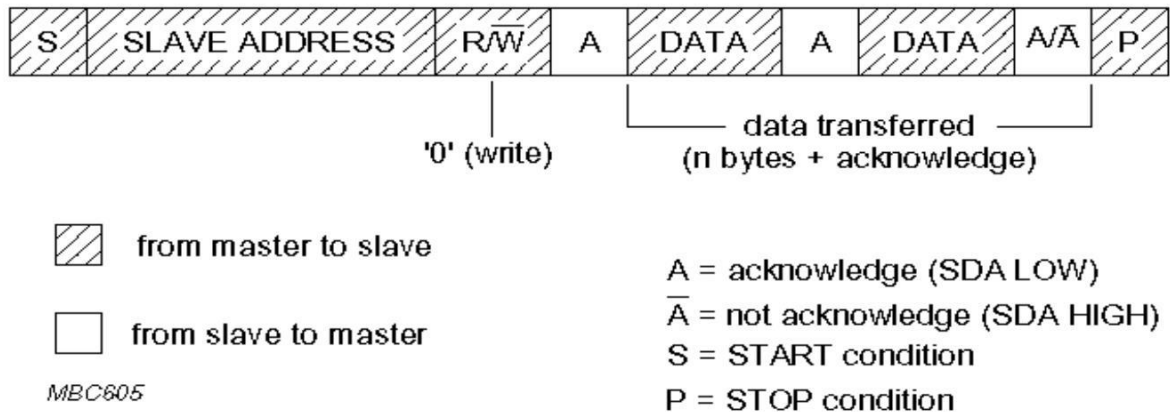 S SLAVE ADDRESS R/W̅ A DATA A DATA A/A̅ P
'0' (write)
data transferred
(n bytes + acknowledge)
from master to slave
from slave to master
MBC605
A = acknowledge (SDA LOW)
A̅ = not acknowledge (SDA HIGH)
S = START condition
P = STOP condition